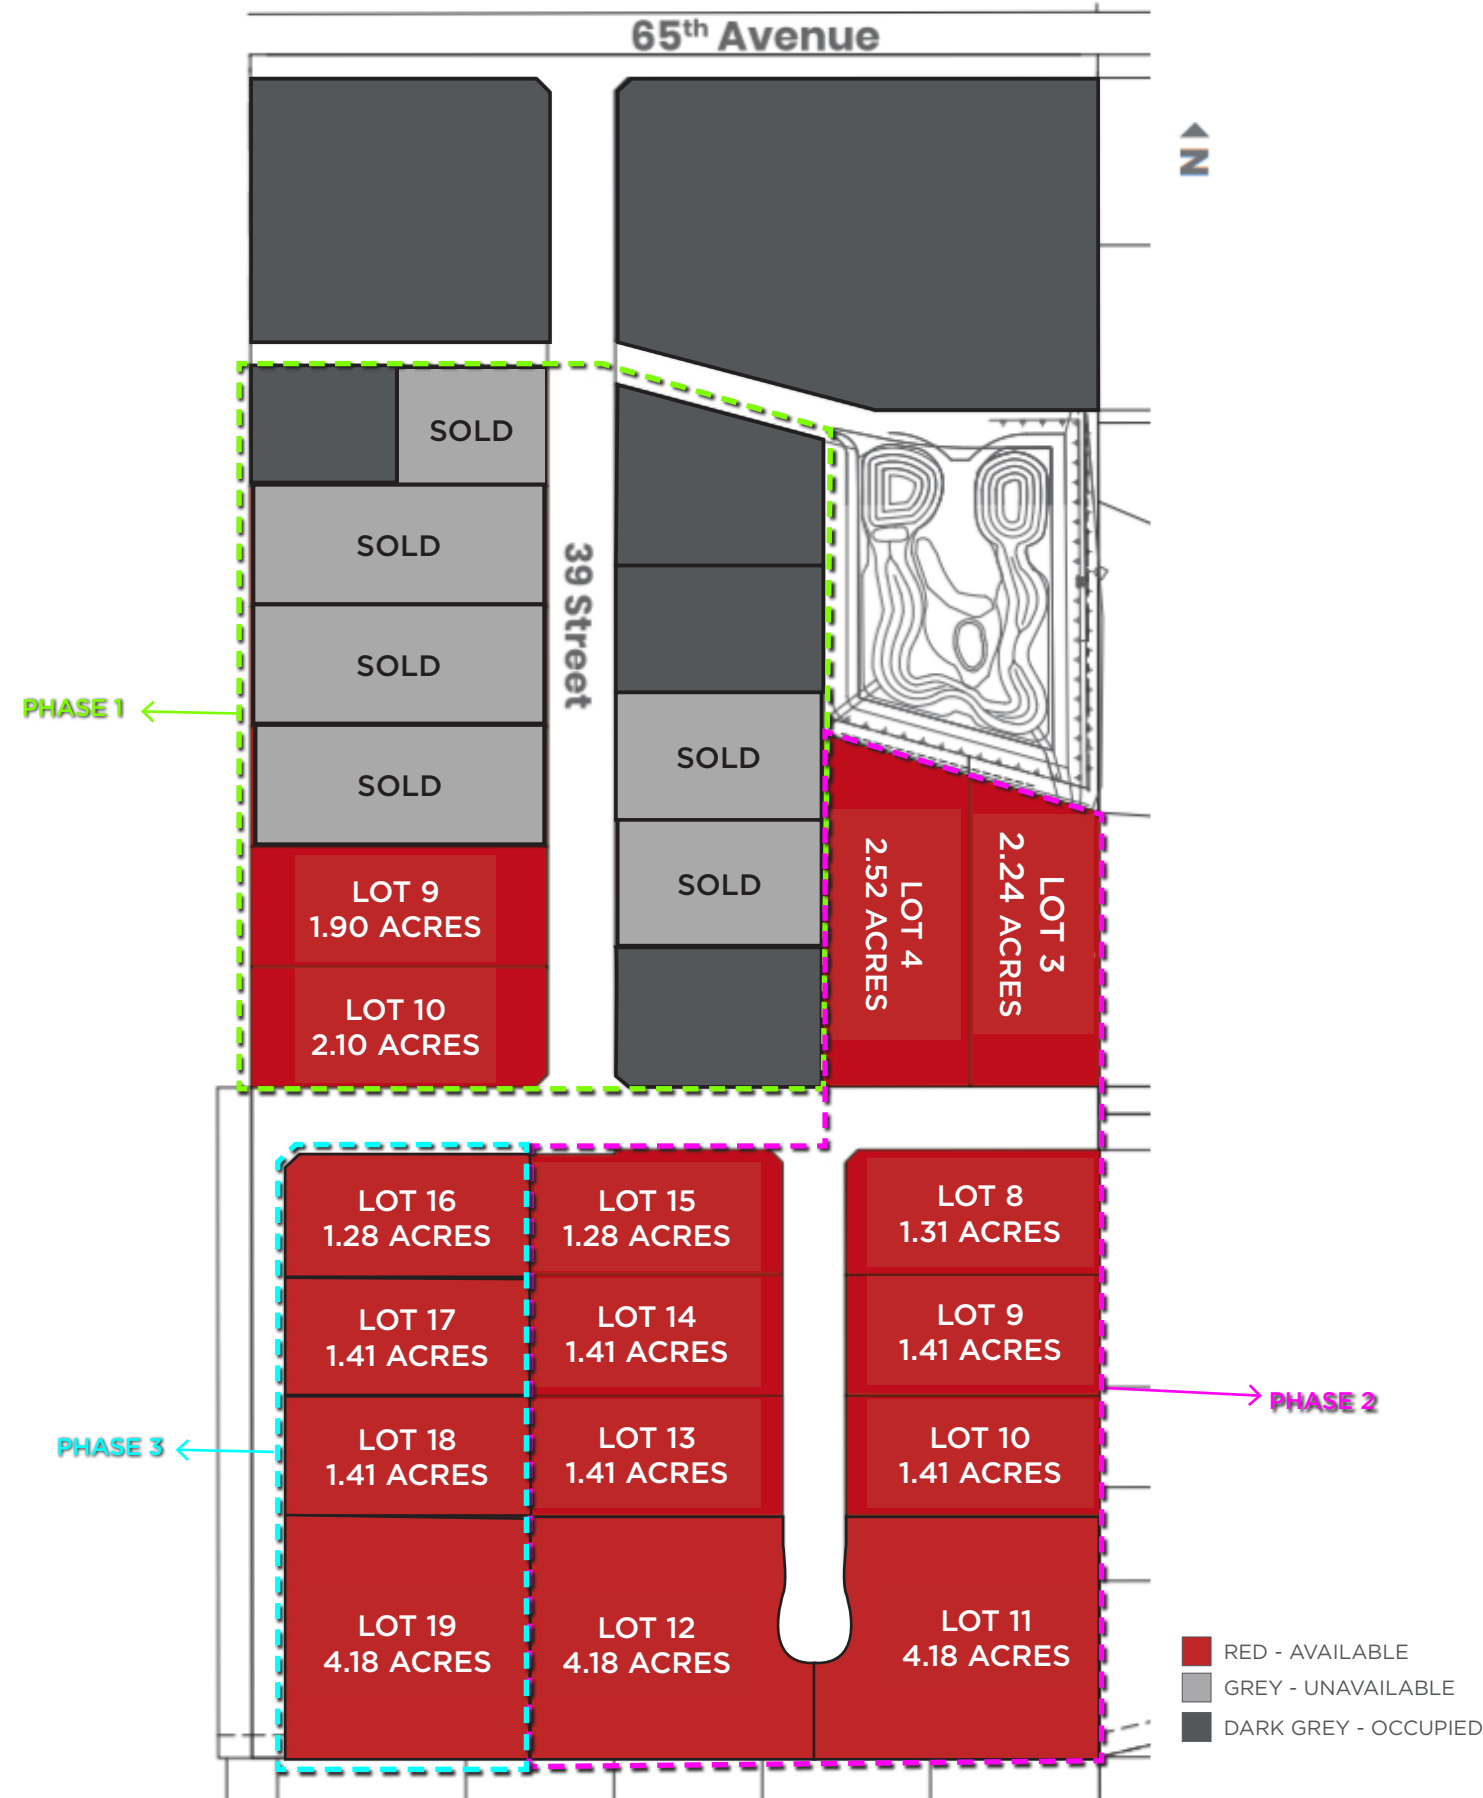 65th Avenue
N
SOLD
SOLD
39 Street
SOLD
PHASE 1
SOLD
SOLD
SOLD
LOT 9
1.90 ACRES
LOT 10
2.10 ACRES
LOT 4
2.52 ACRES
LOT 3
2.24 ACRES
LOT 16
1.28 ACRES
LOT 15
1.28 ACRES
LOT 8
1.31 ACRES
LOT 17
1.41 ACRES
LOT 14
1.41 ACRES
LOT 9
1.41 ACRES
PHASE 2
PHASE 3
LOT 18
1.41 ACRES
LOT 13
1.41 ACRES
LOT 10
1.41 ACRES
LOT 19
4.18 ACRES
LOT 12
4.18 ACRES
LOT 11
4.18 ACRES
RED - AVAILABLE
GREY - UNAVAILABLE
DARK GREY - OCCUPIED